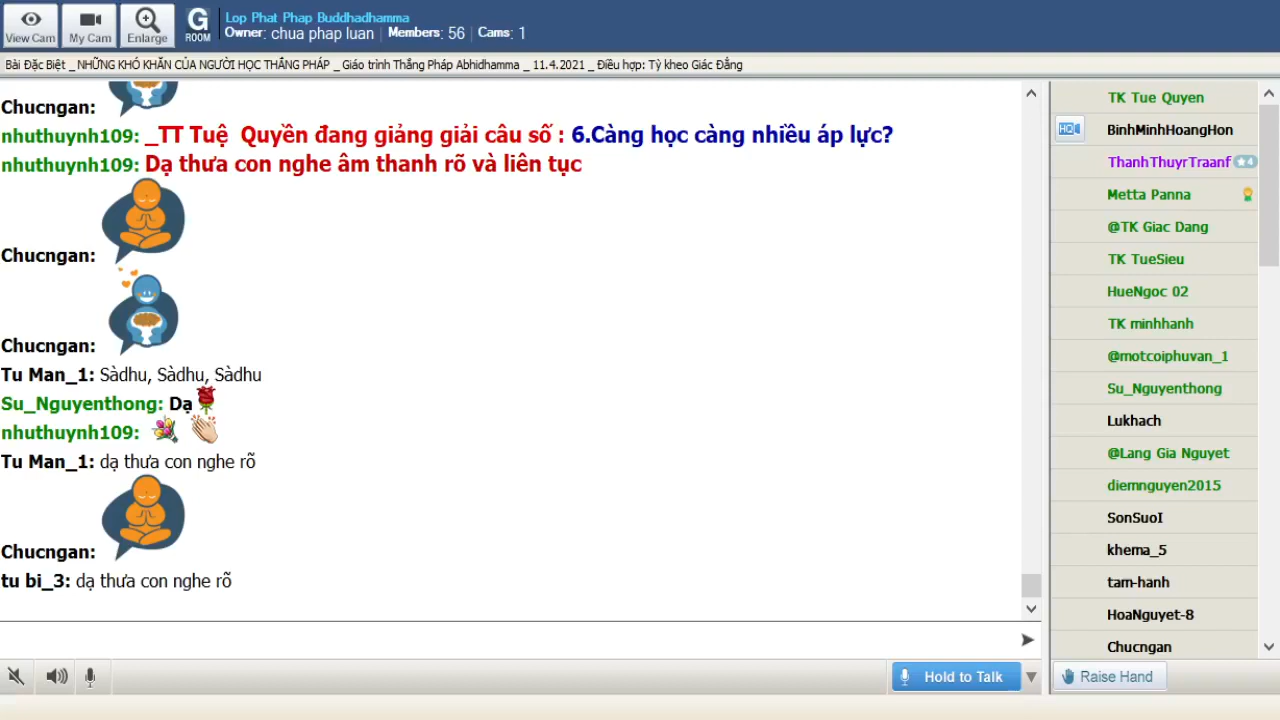 View Cam
My Cam
Enlarge
G
ROOM
Lop Phat Phap Buddhadhamma
Owner: chua phap luan | Members: 56 | Cams: 1
Bài Đặc Biệt _NHỮNG KHÓ KHĂN CỦA NGƯỜI HỌC THẮNG PHÁP _ Giáo trình Thắng Pháp Abhidhamma _ 11.4.2021 _ Điều hợp: Tỳ kheo Giác Đẳng
Chucngan:
nhuthuynh109: _TT Tuệ Quyền đang giảng giải câu số : 6.Càng học càng nhiều áp lực?
nhuthuynh109: Dạ thưa con nghe âm thanh rõ và liên tục
Chucngan:
Chucngan:
Tu Man_1: Sàdhu, Sàdhu, Sàdhu
Su_Nguyenthong: Dạ
nhuthuynh109:
Tu Man_1: dạ thưa con nghe rõ
Chucngan:
tu bi_3: dạ thưa con nghe rõ
TK Tue Quyen
HQ BinhMinhHoangHon
ThanhThuyrTraanf ★4
Metta Panna
@TK Giac Dang
TK TueSieu
HueNgoc 02
TK minhhanh
@motcoiphuvan_1
Su_Nguyenthong
Lukhach
@Lang Gia Nguyet
diemnguyen2015
SonSuoI
khema_5
tam-hanh
HoaNguyet-8
Chucngan
Hold to Talk
Raise Hand